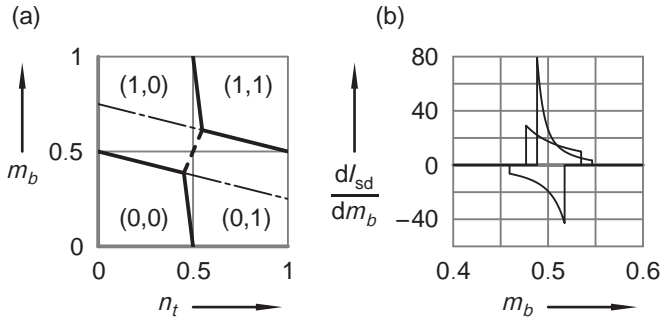 (a)
1
(1,0)
(1,1)
m_b
0.5
(0,0)
(0,1)
0
0
0.5
1
n_t
(b)
80
40
0
−40
dI_sd
dm_b
0.4
0.5
0.6
m_b